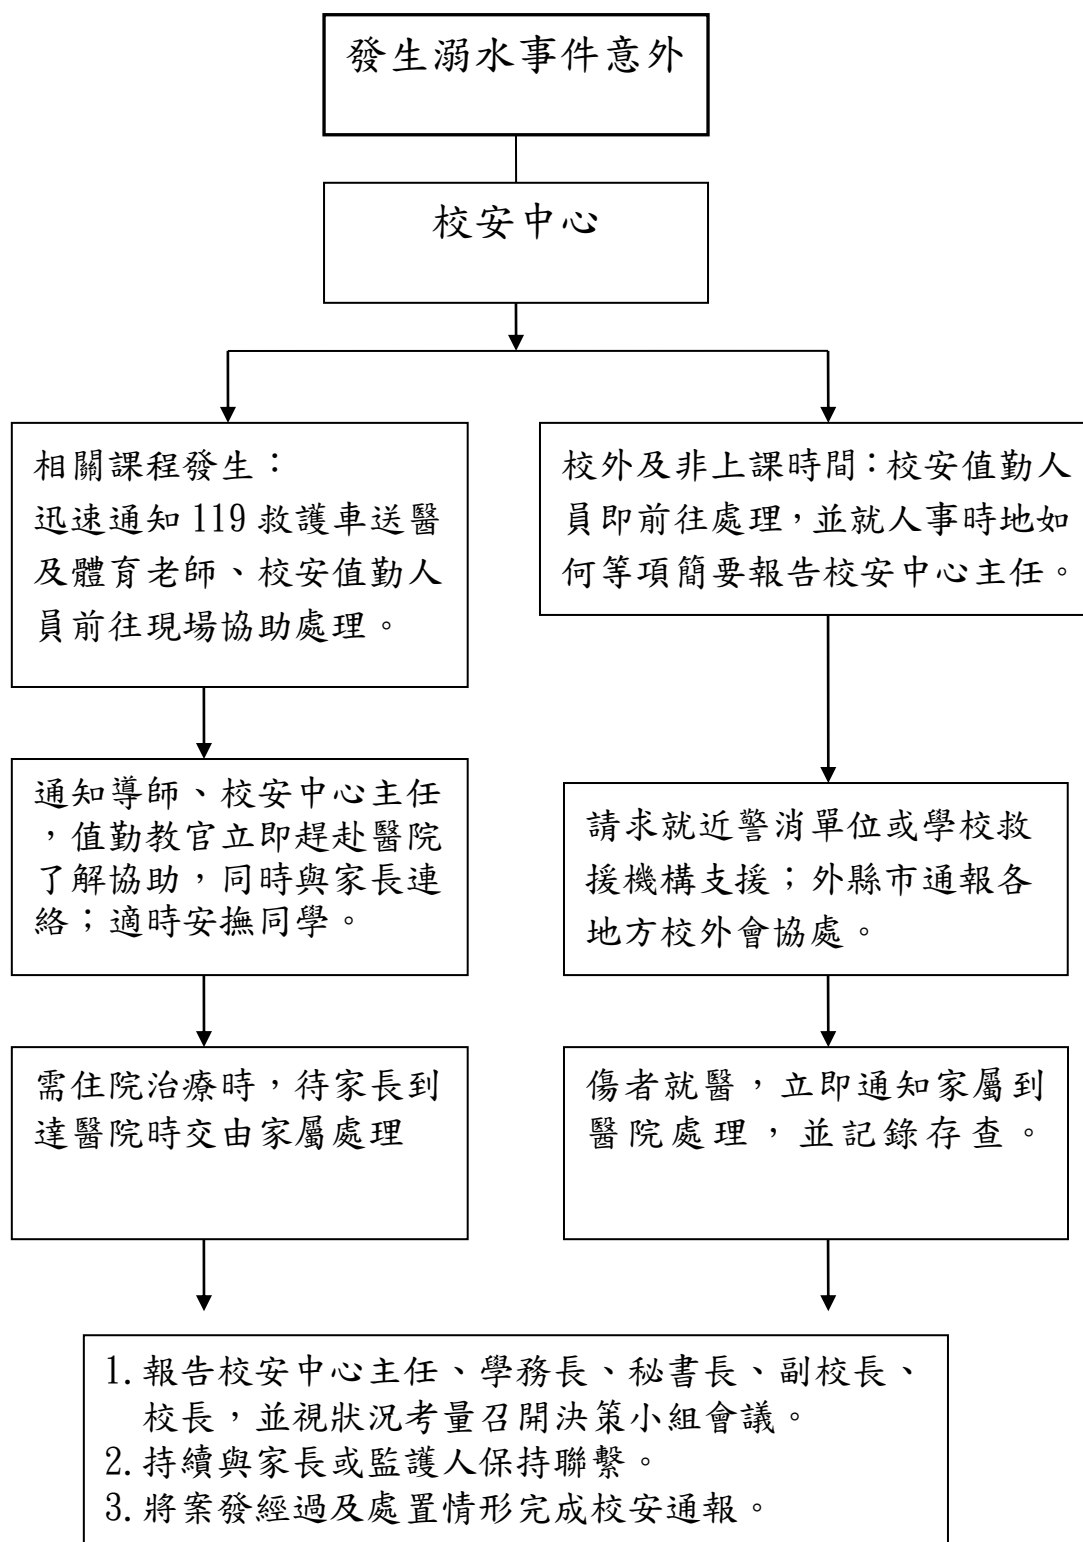 發生溺水事件意外
校安中心
相關課程發生：
迅速通知 119 救護車送醫
及體育老師、校安值勤人
員前往現場協助處理。
通知導師、校安中心主任
，值勤教官立即趕赴醫院
了解協助，同時與家長連
絡；適時安撫同學。
需住院治療時，待家長到
達醫院時交由家屬處理
校外及非上課時間：校安值勤人
員即前往處理，並就人事時地如
何等項簡要報告校安中心主任。
請求就近警消單位或學校救
援機構支援；外縣市通報各
地方校外會協處。
傷者就醫，立即通知家屬到
醫院處理，並記錄存查。
1.報告校安中心主任、學務長、秘書長、副校長、
校長，並視狀況考量召開決策小組會議。
2.持續與家長或監護人保持聯繫。
3.將案發經過及處置情形完成校安通報。